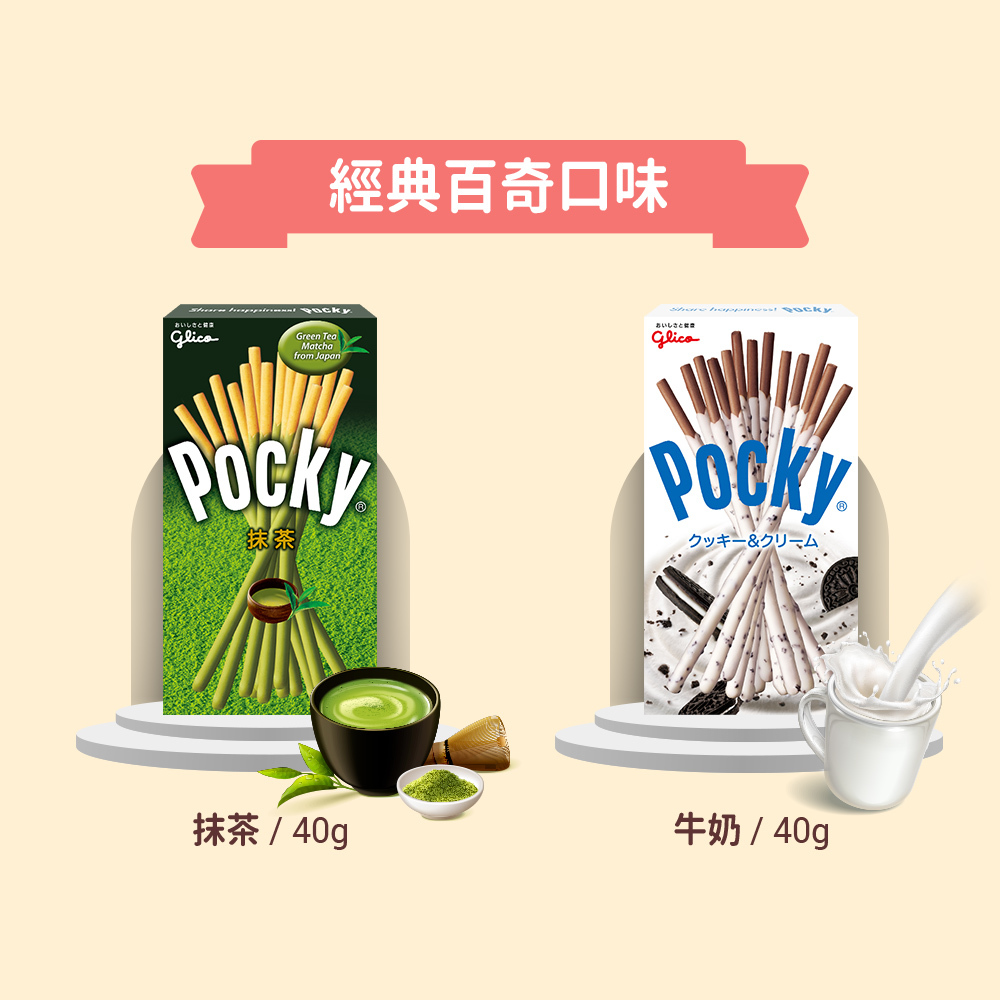 經典百奇口味
Share happiness! Pocky
おいしさと健康
Glico
Green Tea
Matcha
from Japan
Pocky®
抹茶
抹茶 / 40g
Share happiness! Pocky
おいしさと健康
Glico
Pocky®
クッキー&クリーム
牛奶 / 40g